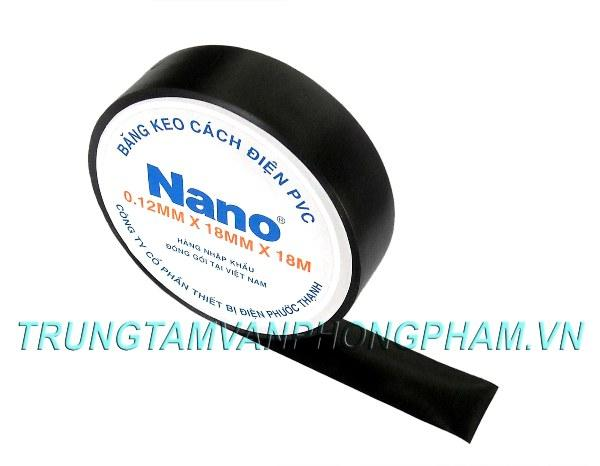 BĂNG KEO CÁCH ĐIỆN PVC
Nano®
0.12MM X 18MM X 18M
HÀNG NHẬP KHẨU
ĐÓNG GÓI TẠI VIỆT NAM
CÔNG TY CỔ PHẦN THIẾT BỊ ĐIỆN PHƯỚC THẠNH
TRUNGTAMVANPHONGPHAM.VN